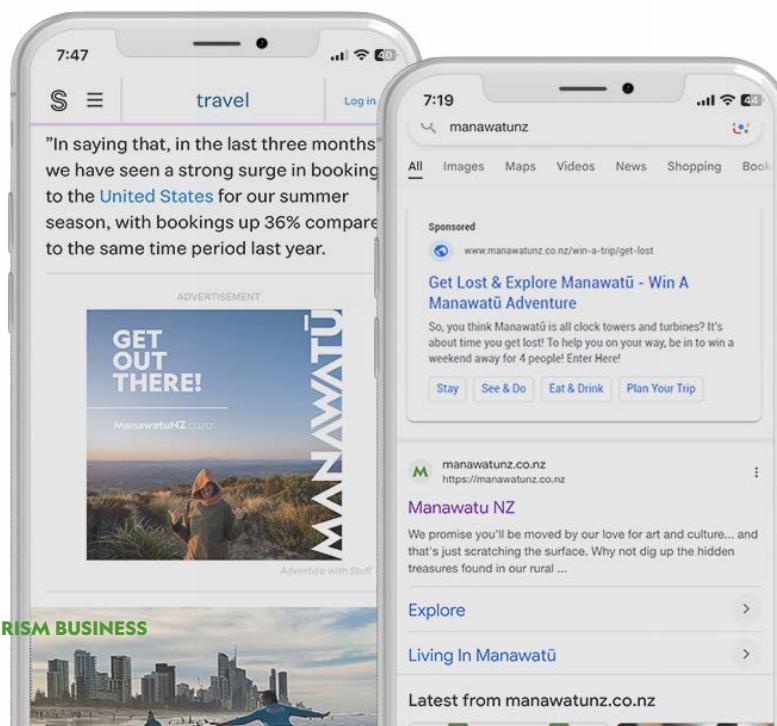 7:47
40
S
travel
Log in
"In saying that, in the last three months
we have seen a strong surge in booking
to the United States for our summer
season, with bookings up 36% compare
to the same time period last year.
ADVERTISEMENT
GET
OUT
THERE!
ManawatuNZ.co.nz
MANAWATŪ
Advertise with Stuff
RISM BUSINESS
7:19
44
manawatunz
All Images Maps Videos News Shopping Book
Sponsored
www.manawatunz.co.nz/win-a-trip/get-lost
Get Lost & Explore Manawatū - Win A
Manawatū Adventure
So, you think Manawatū is all clock towers and turbines? It's
about time you get lost! To help you on your way, be in to win a
weekend away for 4 people! Enter Here!
Stay See & Do Eat & Drink Plan Your Trip
M
manawatunz.co.nz
https://manawatunz.co.nz
Manawatu NZ
We promise you'll be moved by our love for art and culture... and
that's just scratching the surface. Why not dig up the hidden
treasures found in our rural ...
Explore
Living In Manawatū
Latest from manawatunz.co.nz